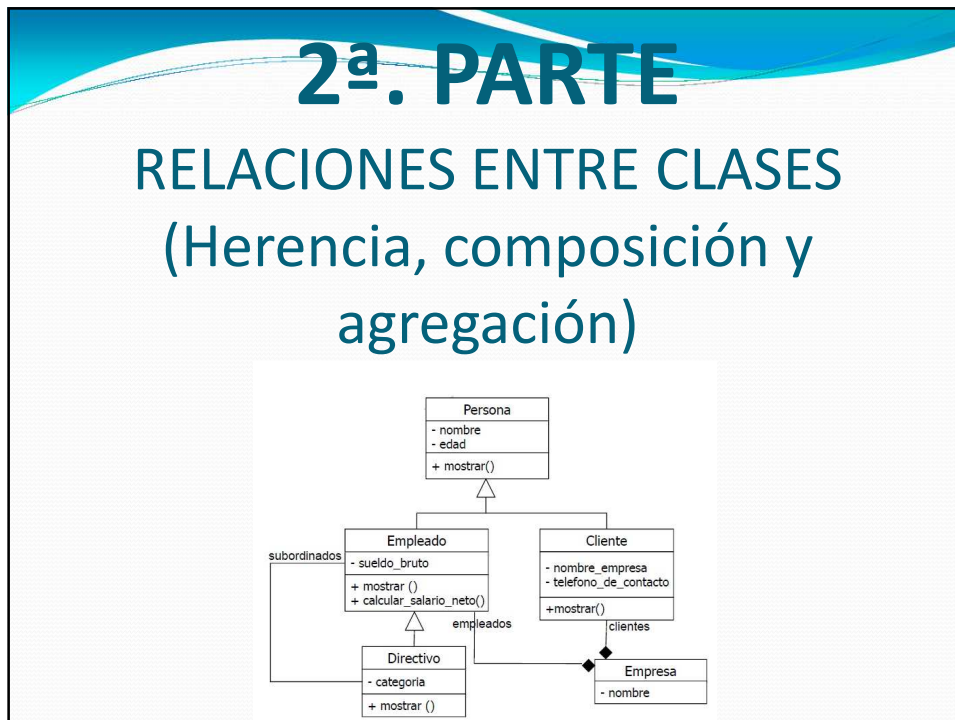 2ª. PARTE
RELACIONES ENTRE CLASES
(Herencia, composición y
agregación)
Persona
- nombre
- edad
+ mostrar()
Empleado
- sueldo_bruto
+ mostrar ()
+ calcular_salario_neto()
Cliente
- nombre_empresa
- telefono_de_contacto
+mostrar()
subordinados
empleados
clientes
Directivo
- categoria
+ mostrar ()
Empresa
- nombre